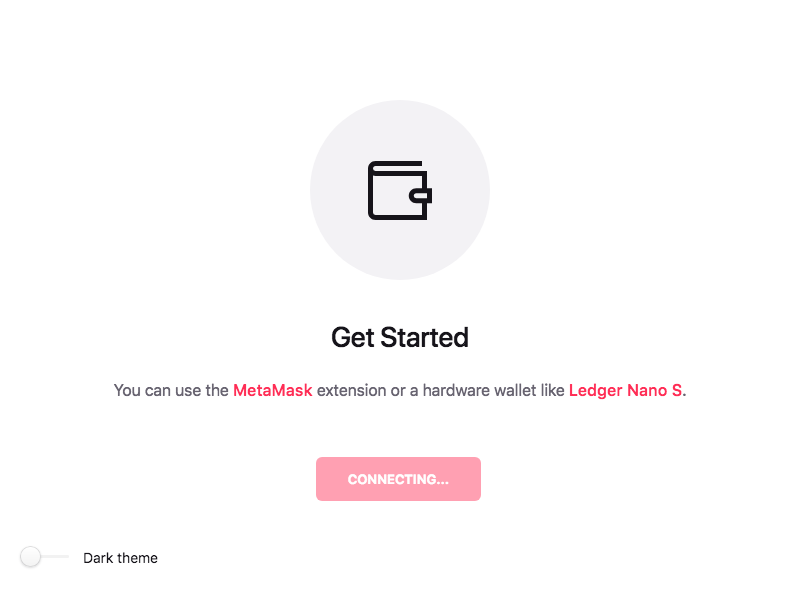 Get Started
You can use the MetaMask extension or a hardware wallet like Ledger Nano S.
CONNECTING...
Dark theme